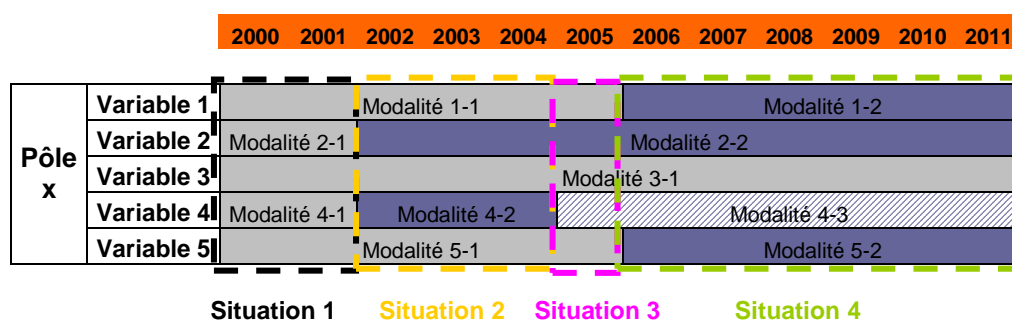 2000 2001 2002 2003 2004 2005 2006 2007 2008 2009 2010 2011
Pôle x
Variable 1 Modalité 1-1 Modalité 1-2
Variable 2 Modalité 2-1 Modalité 2-2
Variable 3 Modalité 3-1
Variable 4 Modalité 4-1 Modalité 4-2 Modalité 4-3
Variable 5 Modalité 5-1 Modalité 5-2
Situation 1 Situation 2 Situation 3 Situation 4